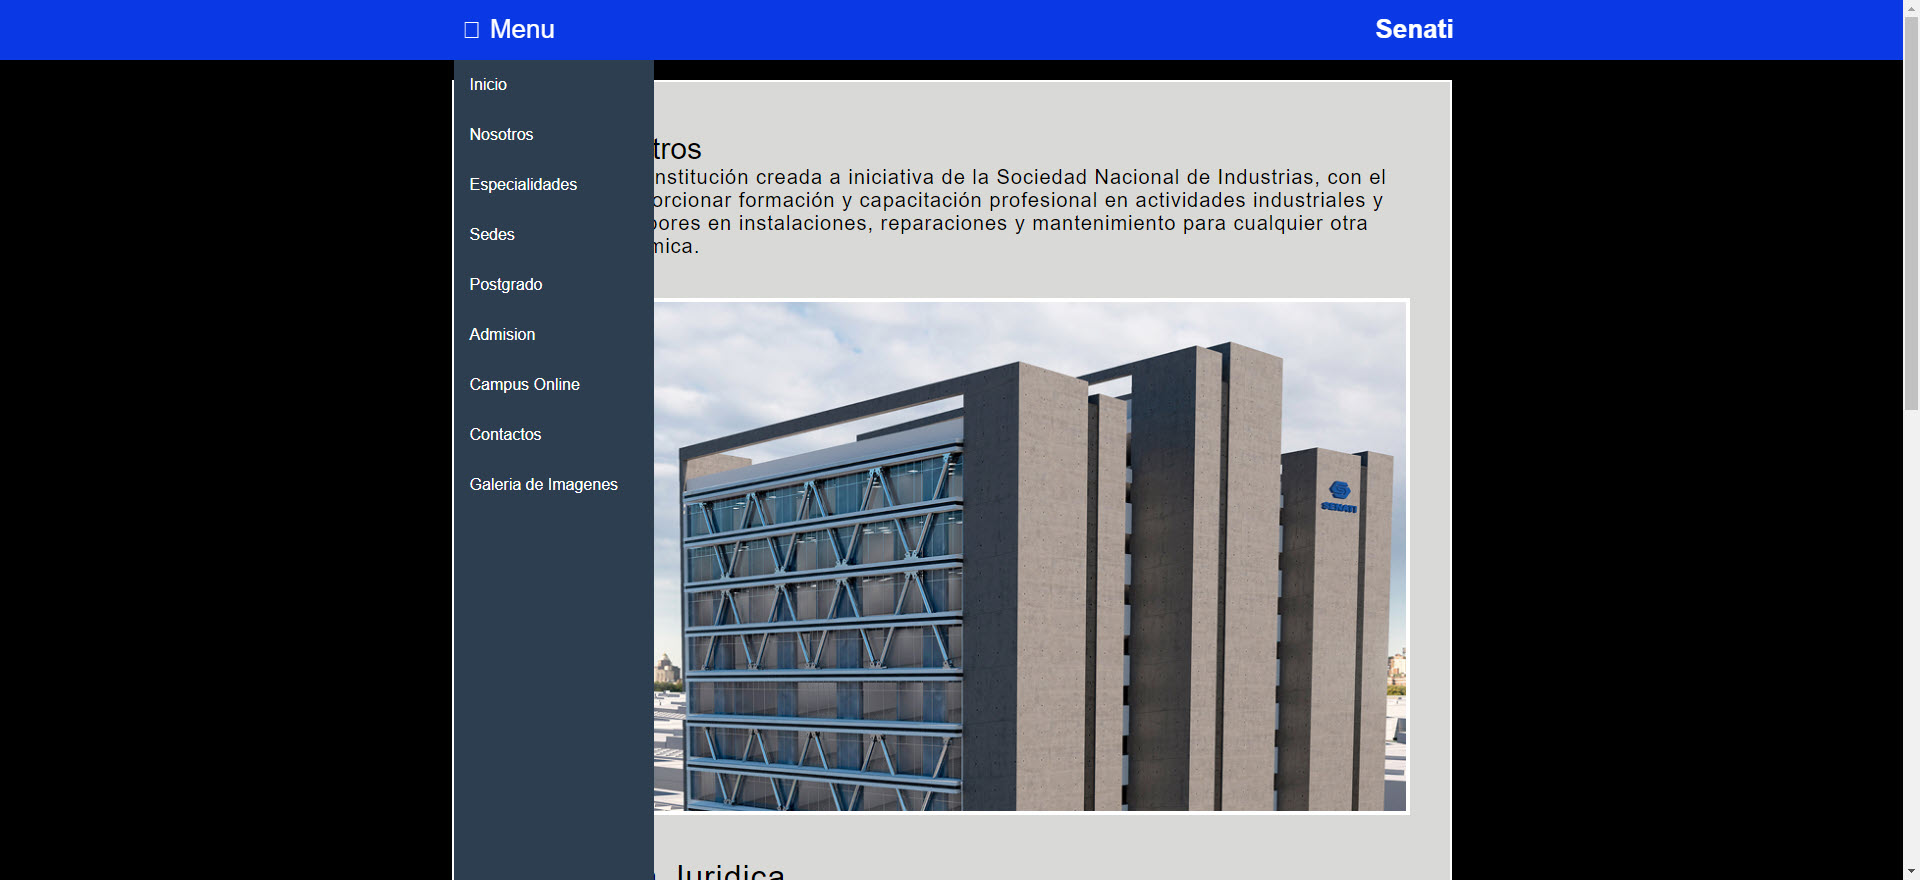 Menu
Senati
Inicio
Nosotros
Especialidades
Sedes
Postgrado
Admision
Campus Online
Contactos
Galeria de Imagenes
tros
nstitución creada a iniciativa de la Sociedad Nacional de Industrias, con el
orcionar formación y capacitación profesional en actividades industriales y
ores en instalaciones, reparaciones y mantenimiento para cualquier otra
mica.
SENATI
Juridica